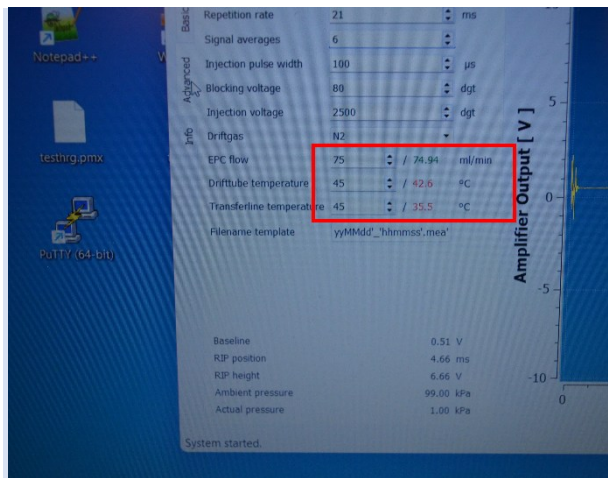 Notepad++
testhrg.pmx
PuTTY (64-bit)
Basic
Advanced
Info
Repetition rate 21 ms
Signal averages 6
Injection pulse width 100 µs
Blocking voltage 80 dgt
Injection voltage 2500 dgt
Driftgas N2
EPC flow 75 / 74.94 ml/min
Drifttube temperature 45 / 42.6 °C
Transferline temperature 45 / 35.5 °C
Filename template yyMMdd'_'hhmmss'.mea'
Baseline 0.51 V
RIP position 4.66 ms
RIP height 6.66 V
Ambient pressure 99.00 kPa
Actual pressure 1.00 kPa
System started.
Amplifier Output [ V ]
5
0
-5
-10
0